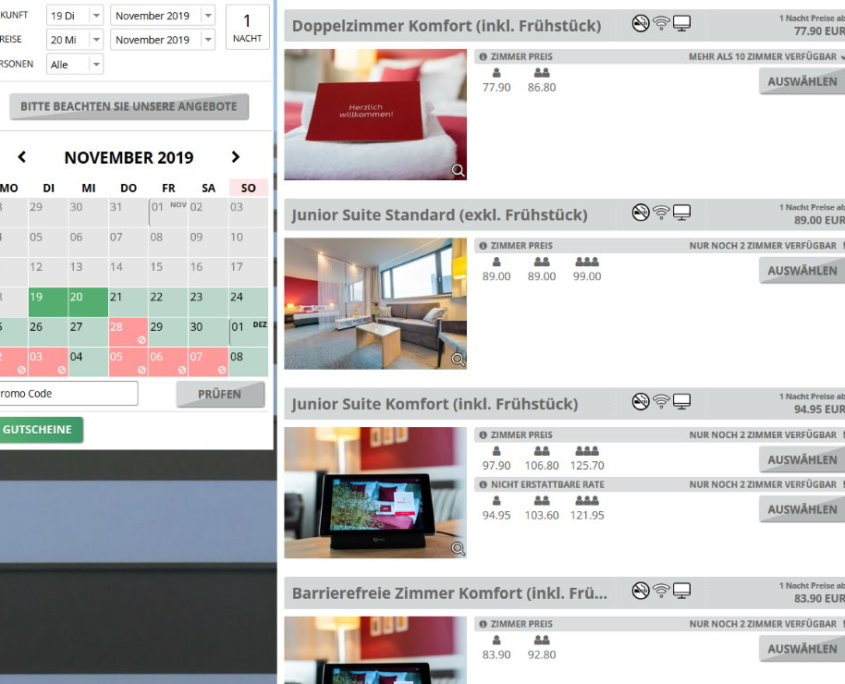 KUNFT 19 Di November 2019 1
REISE 20 Mi November 2019 NACHT
RSONEN Alle
BITTE BEACHTEN SIE UNSERE ANGEBOTE
NOVEMBER 2019
MO DI MI DO FR SA SO
29 30 31 01 NOV 02 03
05 06 07 08 09 10
12 13 14 15 16 17
19 20 21 22 23 24
26 27 28 29 30 01 DEZ
03 04 05 06 07 08
romo Code PRÜFEN
GUTSCHEINE
Doppelzimmer Komfort (inkl. Frühstück)
1 Nacht Preise ab
77.90 EUR
Herzlich
willkommen!
ZIMMER PREIS MEHR ALS 10 ZIMMER VERFÜGBAR
77.90 86.80
AUSWÄHLEN
Junior Suite Standard (exkl. Frühstück)
1 Nacht Preise ab
89.00 EUR
ZIMMER PREIS NUR NOCH 2 ZIMMER VERFÜGBAR !
89.00 89.00 99.00
AUSWÄHLEN
Junior Suite Komfort (inkl. Frühstück)
1 Nacht Preise ab
94.95 EUR
ZIMMER PREIS NUR NOCH 2 ZIMMER VERFÜGBAR !
97.90 106.80 125.70
AUSWÄHLEN
NICHT ERSTATTBARE RATE NUR NOCH 2 ZIMMER VERFÜGBAR !
94.95 103.60 121.95
AUSWÄHLEN
Barrierefreie Zimmer Komfort (inkl. Frü...
1 Nacht Preise ab
83.90 EUR
ZIMMER PREIS NUR NOCH 2 ZIMMER VERFÜGBAR !
83.90 92.80
AUSWÄHLEN